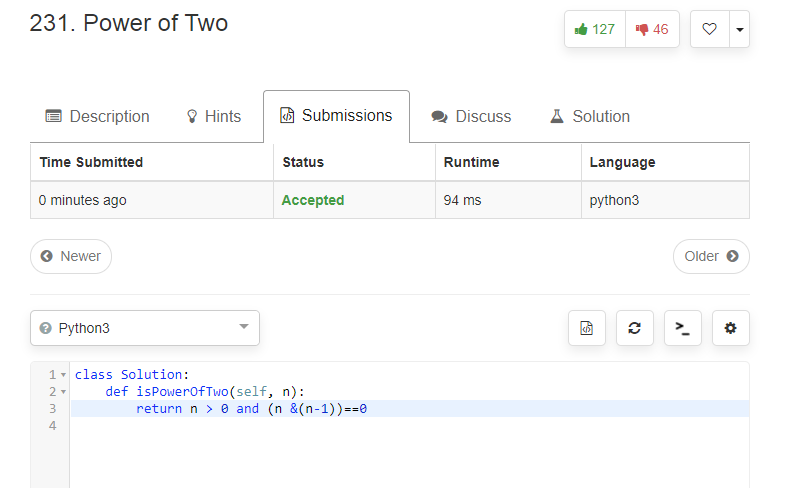 231. Power of Two
127 46
Description Hints Submissions Discuss Solution
Time Submitted Status Runtime Language
0 minutes ago Accepted 94 ms python3
Newer Older
? Python3 >_
1 class Solution:
2 def isPowerOfTwo(self, n):
3 return n > 0 and (n &(n-1))==0
4